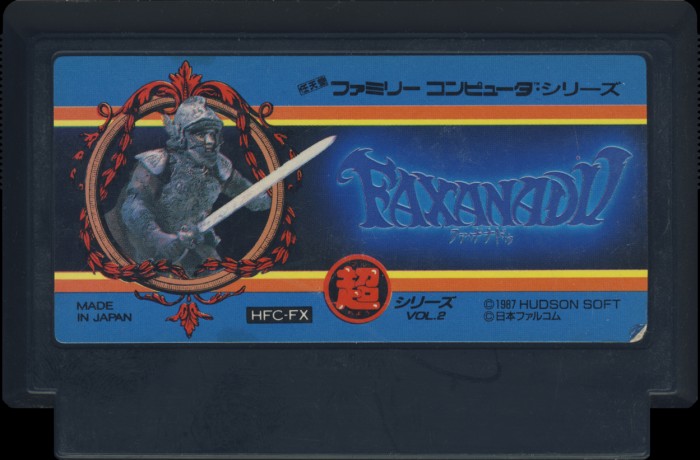 任天堂 ファミリー コンピュータ・シリーズ
FAXANADU
ファザナドゥ
超
シリーズ
VOL.2
MADE
IN JAPAN
HFC-FX
©1987 HUDSON SOFT
©日本ファルコム